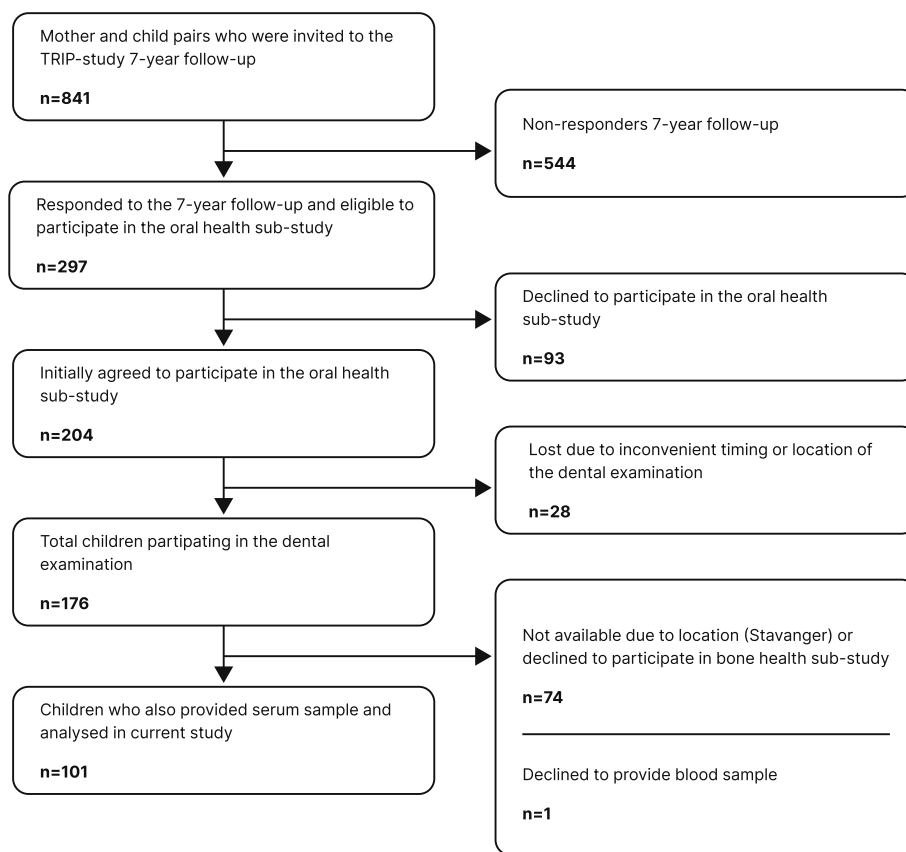 Mother and child pairs who were invited to the
TRIP-study 7-year follow-up
n=841
Non-responders 7-year follow-up
n=544
Responded to the 7-year follow-up and eligible to
participate in the oral health sub-study
n=297
Declined to participate in the oral health
sub-study
n=93
Initially agreed to participate in the oral health
sub-study
n=204
Lost due to inconvenient timing or location of
the dental examination
n=28
Total children partipating in the dental
examination
n=176
Not available due to location (Stavanger) or
declined to participate in bone health sub-study
n=74
Declined to provide blood sample
n=1
Children who also provided serum sample and
analysed in current study
n=101